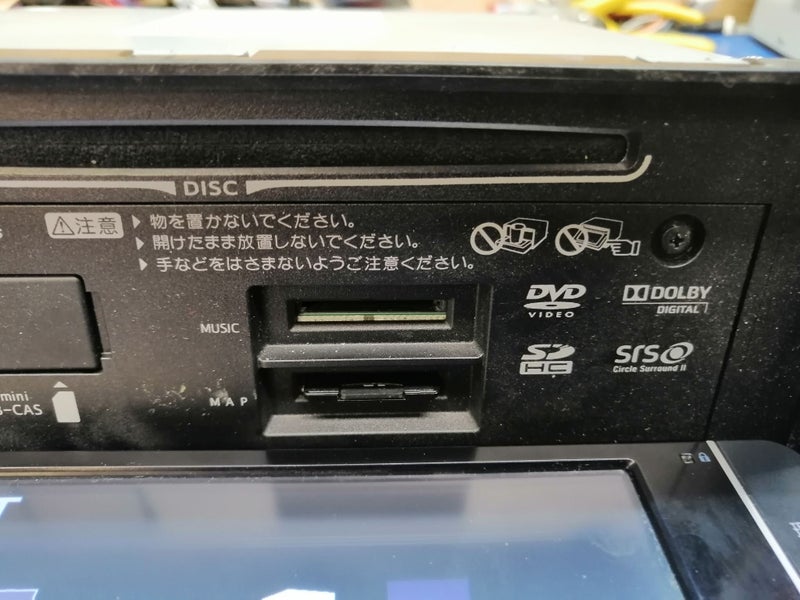 DISC
⚠注意
▶ 物を置かないでください。
▶ 開けたまま放置しないでください。
▶ 手などをはさまないようご注意ください。
MUSIC
DVD
VIDEO
DOLBY
DIGITAL
SD
HC
SRS
Circle Surround II
MAP
mini
B-CAS